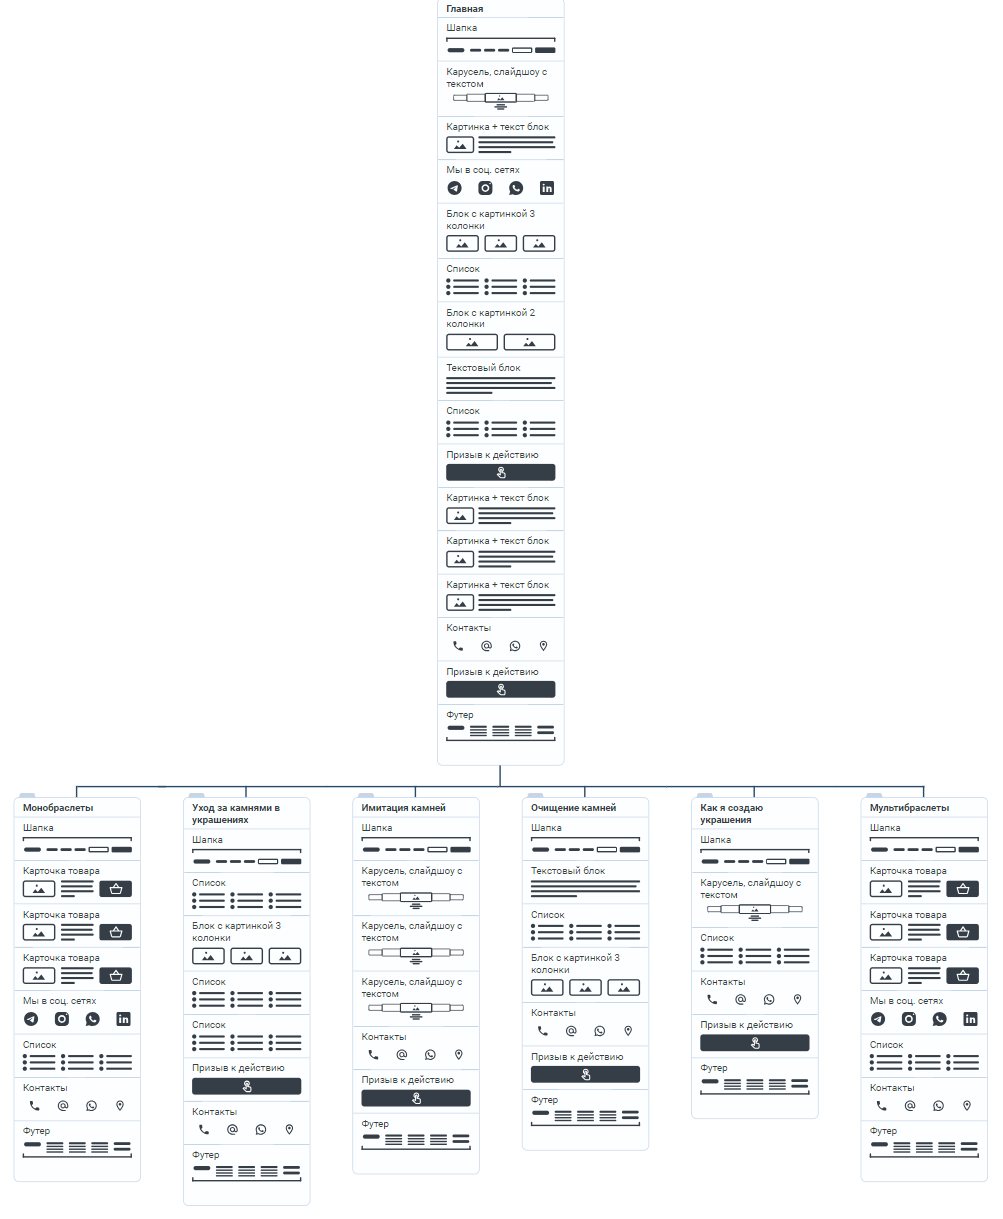 Главная
Шапка
Карусель, слайдшоу с
текстом
Картинка + текст блок
Мы в соц. сетях
Блок с картинкой 3
колонки
Список
Блок с картинкой 2
колонки
Текстовый блок
Список
Призыв к действию
Картинка + текст блок
Картинка + текст блок
Картинка + текст блок
Контакты
Призыв к действию
Футер
Монобраслеты
Шапка
Карточка товара
Карточка товара
Карточка товара
Мы в соц. сетях
Список
Контакты
Футер
Уход за камнями в
украшениях
Шапка
Список
Блок с картинкой 3
колонки
Список
Список
Призыв к действию
Контакты
Футер
Имитация камней
Шапка
Карусель, слайдшоу с
текстом
Карусель, слайдшоу с
текстом
Карусель, слайдшоу с
текстом
Контакты
Призыв к действию
Футер
Очищение камней
Шапка
Текстовый блок
Список
Блок с картинкой 3
колонки
Контакты
Призыв к действию
Футер
Как я создаю
украшения
Шапка
Карусель, слайдшоу с
текстом
Список
Контакты
Призыв к действию
Футер
Мультибраслеты
Шапка
Карточка товара
Карточка товара
Карточка товара
Мы в соц. сетях
Список
Контакты
Футер